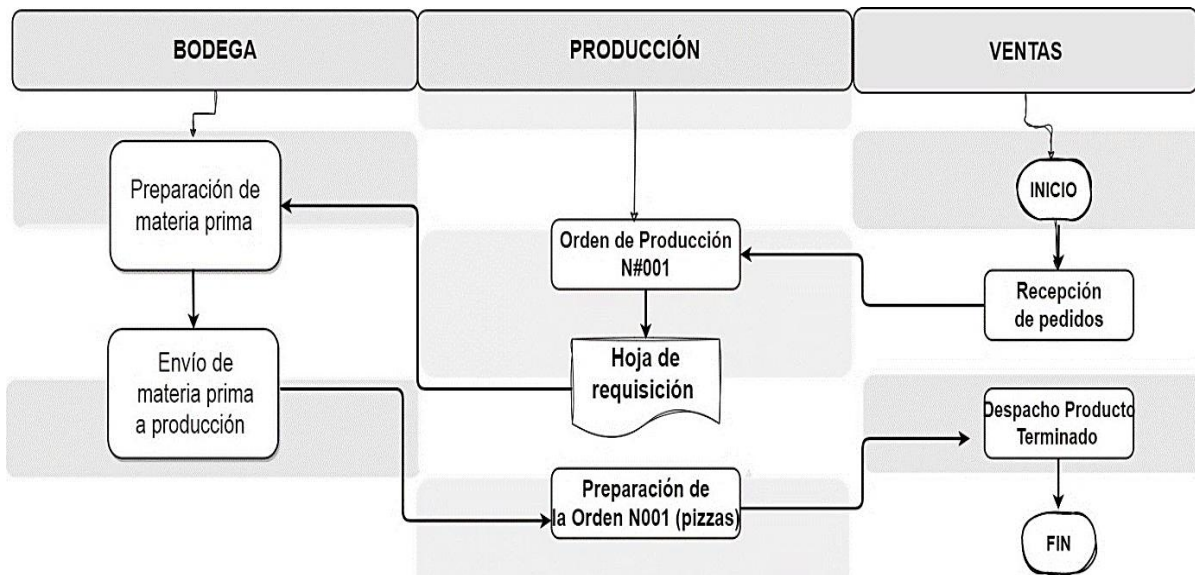 BODEGA
PRODUCCIÓN
VENTAS
Preparación de
materia prima
Envío de
materia prima
a producción
Orden de Producción
N#001
Hoja de
requisición
Preparación de
la Orden N001 (pizzas)
INICIO
Recepción
de pedidos
Despacho Producto
Terminado
FIN